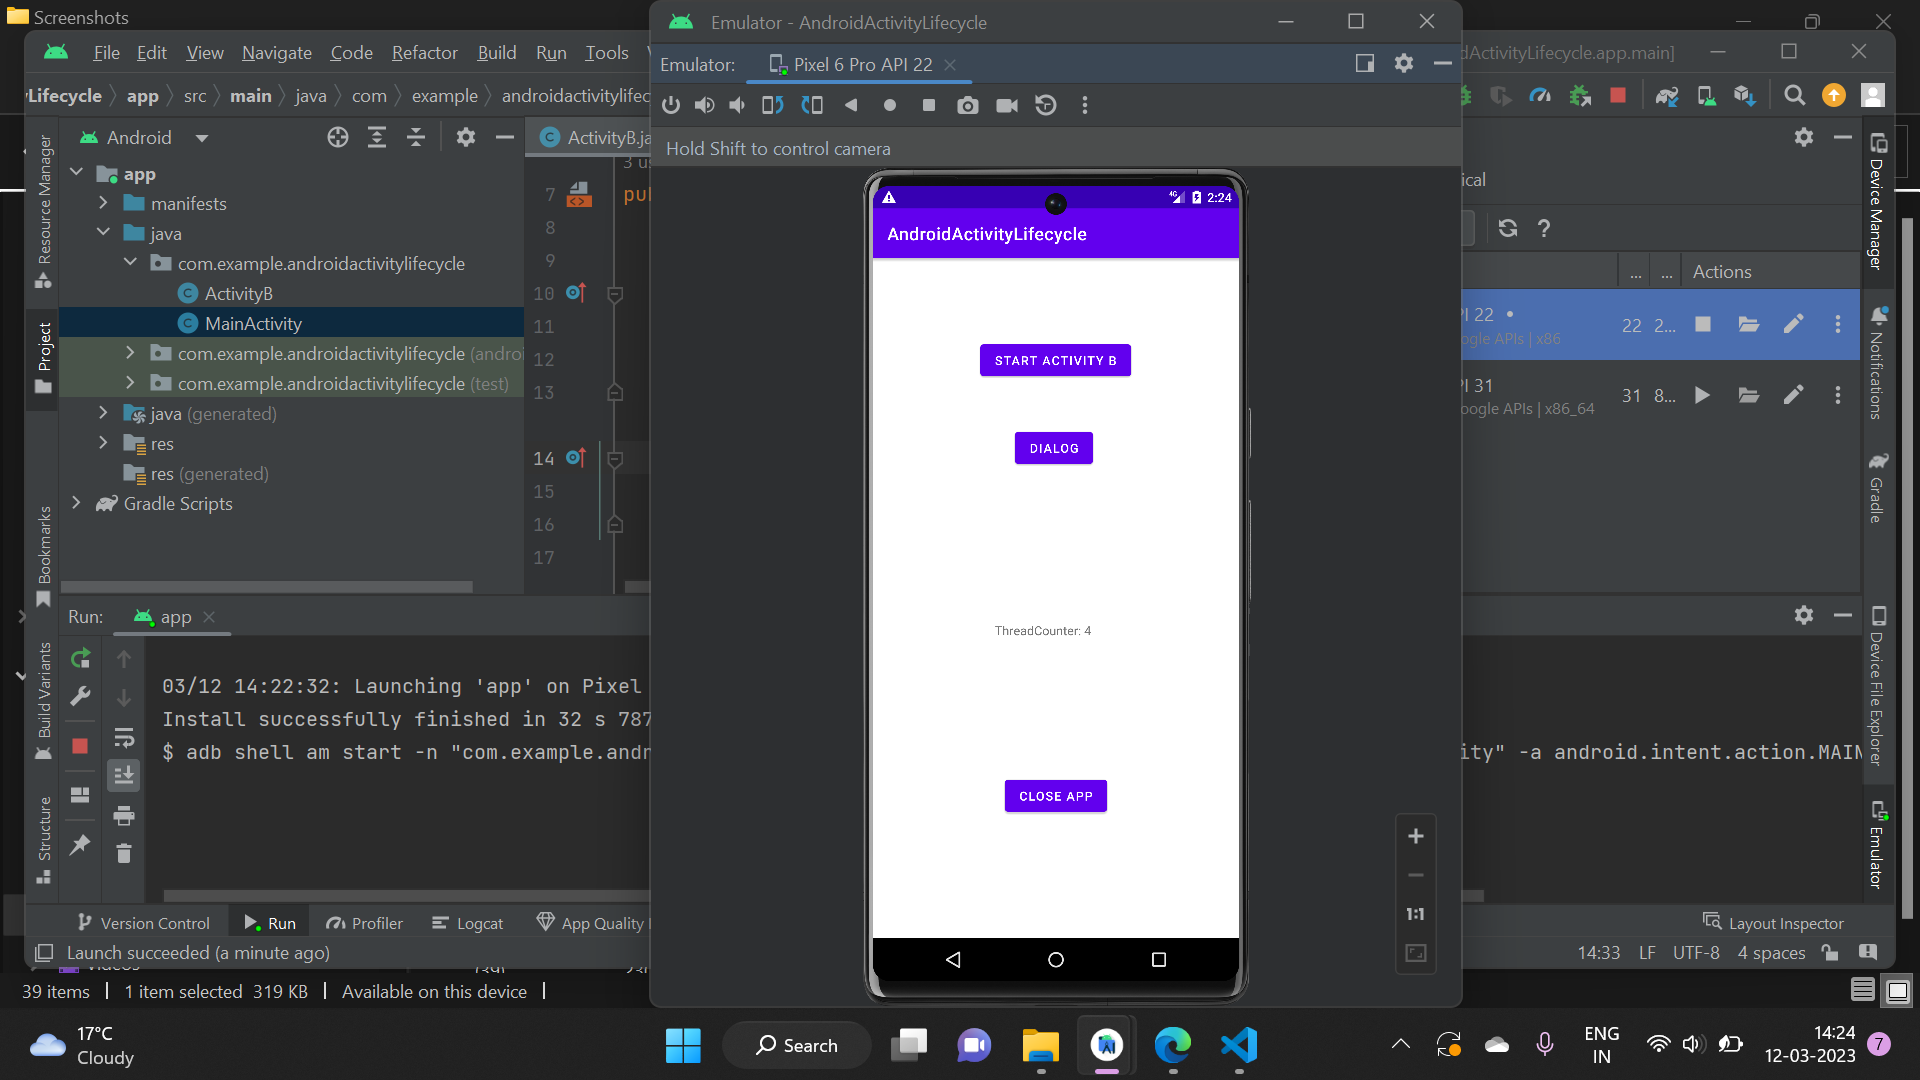 Screenshots
File Edit View Navigate Code Refactor Build Run Tools
Emulator - AndroidActivityLifecycle
dActivityLifecycle.app.main]
Emulator: Pixel 6 Pro API 22
Lifecycle app src main java com example androidactivitylifec
Android
ActivityB.ja
Hold Shift to control camera
3 us
ical
app
manifests
java
com.example.androidactivitylifecycle
ActivityB
MainActivity
com.example.androidactivitylifecycle (andro
com.example.androidactivitylifecycle (test)
java (generated)
res
res (generated)
Gradle Scripts
7 pub
8
9
10
11
12
13
14
15
16
17
Resource Manager
Project
Bookmarks
Build Variants
Structure
4G 2:24
AndroidActivityLifecycle
START ACTIVITY B
DIALOG
ThreadCounter: 4
CLOSE APP
1:1
... ... Actions
PI 22 •
ogle APIs | x86
22 2...
PI 31
oogle APIs | x86_64
31 8...
Device Manager
Notifications
Gradle
Device File Explorer
Emulator
Run: app
03/12 14:22:32: Launching 'app' on Pixel
Install successfully finished in 32 s 787
$ adb shell am start -n "com.example.andr
ity" -a android.intent.action.MAIN
Version Control Run Profiler Logcat App Quality
Layout Inspector
Launch succeeded (a minute ago)
14:33 LF UTF-8 4 spaces
39 items 1 item selected 319 KB Available on this device
17°C
Cloudy
Search
ENG
IN
14:24
12-03-2023
7